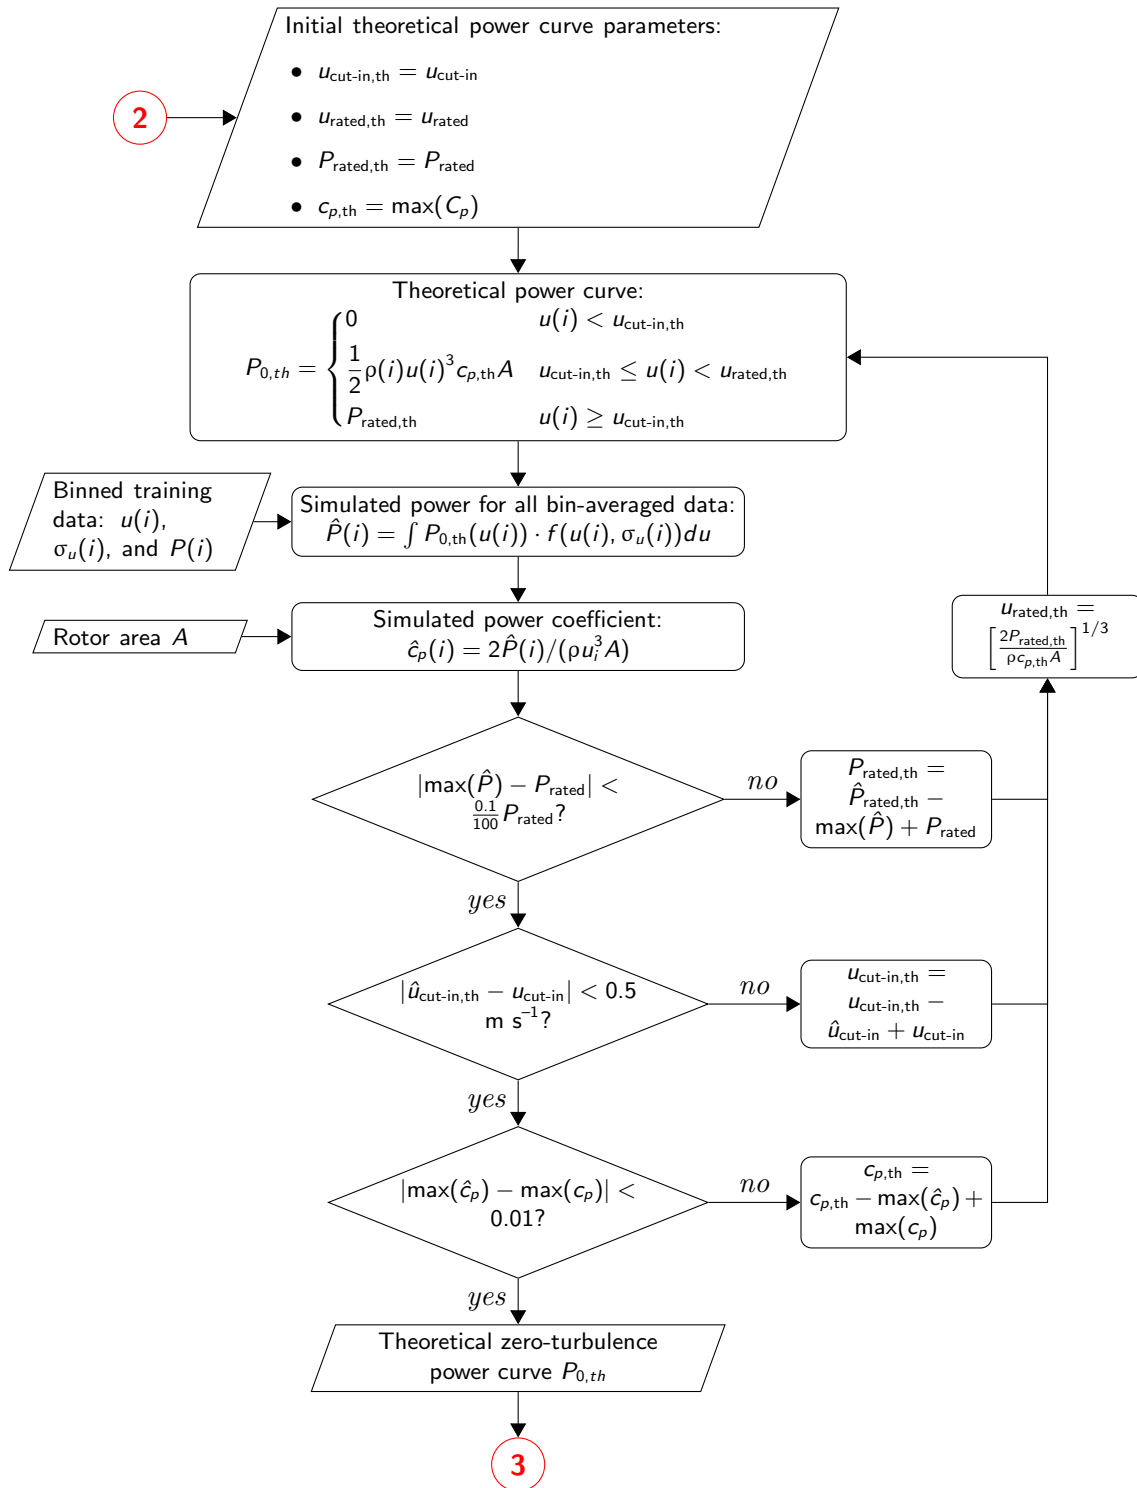 Initial theoretical power curve parameters:
• u_cut-in,th = u_cut-in
2
• u_rated,th = u_rated
• P_rated,th = P_rated
• c_p,th = max(C_p)
Theoretical power curve:
P_0,th = { 0 u(i) < u_cut-in,th
1/2 ρ(i)u(i)³c_p,th A u_cut-in,th ≤ u(i) < u_rated,th
P_rated,th u(i) ≥ u_cut-in,th
Binned training
data: u(i),
σ_u(i), and P(i)
Simulated power for all bin-averaged data:
P̂(i) = ∫ P_0,th(u(i)) · f(u(i), σ_u(i))du
Rotor area A
Simulated power coefficient:
ĉ_p(i) = 2P̂(i)/(ρu_i³A)
u_rated,th =
[2P_rated,th / ρc_p,th A]^1/3
|max(P̂) − P_rated| <
0.1/100 P_rated?
no
P_rated,th =
P̂_rated,th −
max(P̂) + P_rated
yes
|û_cut-in,th − u_cut-in| < 0.5
m s⁻¹?
no
u_cut-in,th =
u_cut-in,th −
û_cut-in + u_cut-in
yes
|max(ĉ_p) − max(c_p)| <
0.01?
no
c_p,th =
c_p,th − max(ĉ_p) +
max(c_p)
yes
Theoretical zero-turbulence
power curve P_0,th
3